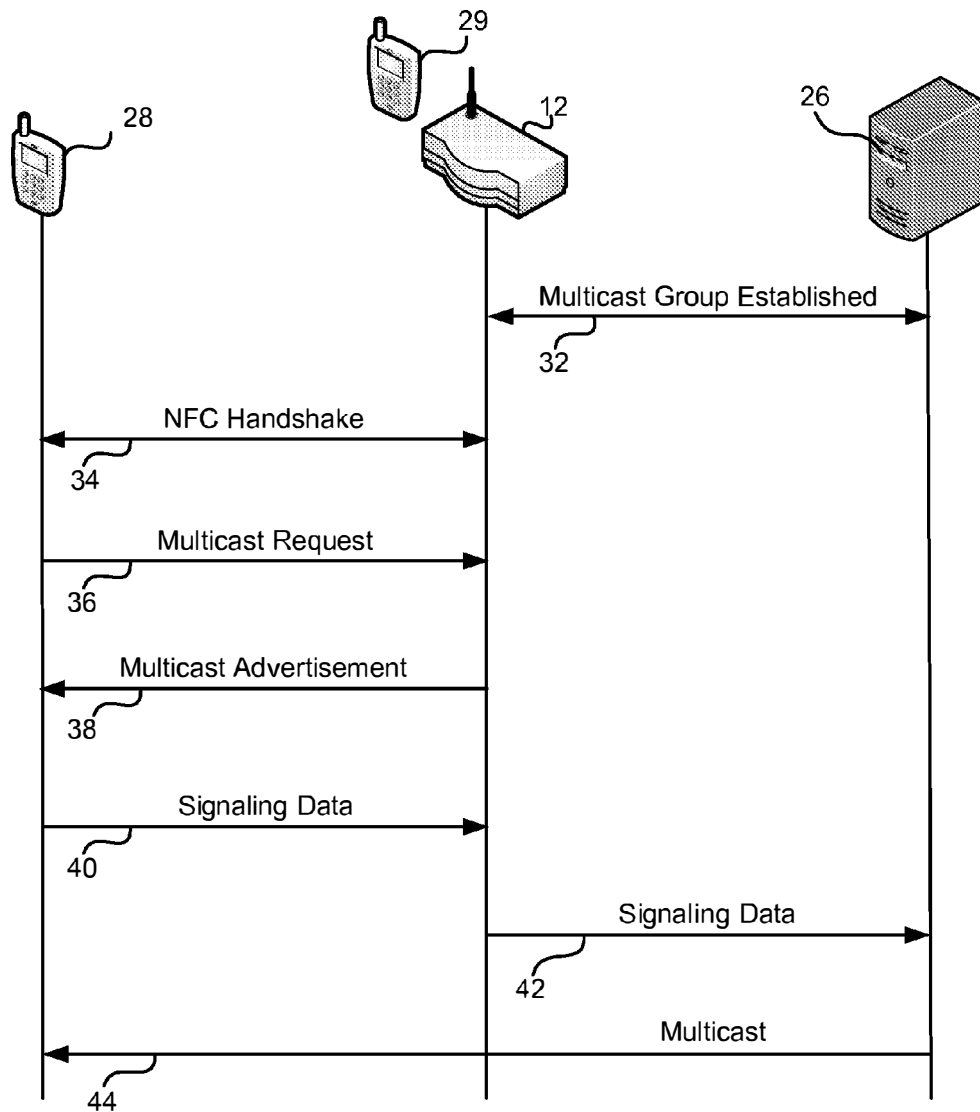 29
28
12
26
Multicast Group Established
32
NFC Handshake
34
Multicast Request
36
Multicast Advertisement
38
Signaling Data
40
Signaling Data
42
Multicast
44